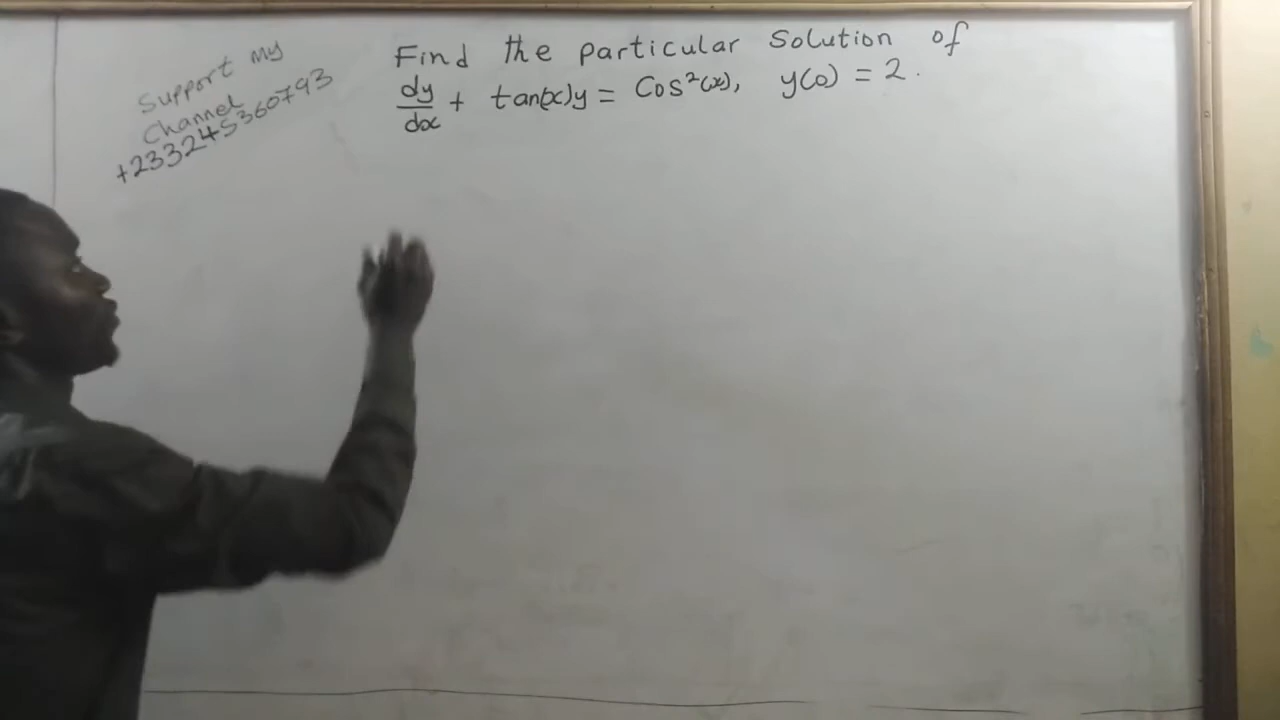 Support my
Channel
+233245360793
Find the particular Solution of
dy/dx + tan(x)y = Cos²(x), y(0) = 2.